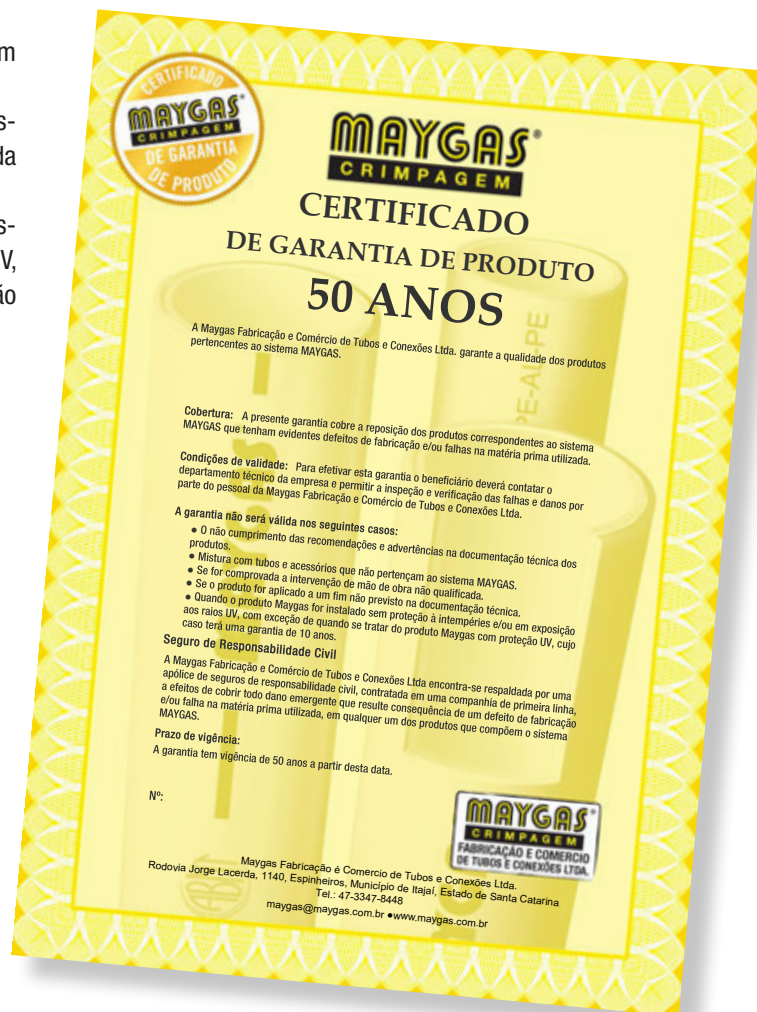 m
s-
da
s-
V,
ão
CERTIFICADO
MAYGAS®
CRIMPAGEM
DE GARANTIA
DE PRODUTO
MAYGAS®
CRIMPAGEM
CERTIFICADO
DE GARANTIA DE PRODUTO
50 ANOS
A Maygas Fabricação e Comércio de Tubos e Conexões Ltda. garante a qualidade dos produtos
pertencentes ao sistema MAYGAS.
Cobertura: A presente garantia cobre a reposição dos produtos correspondentes ao sistema
MAYGAS que tenham evidentes defeitos de fabricação e/ou falhas na matéria prima utilizada.
Condições de validade: Para efetivar esta garantia o beneficiário deverá contatar o
departamento técnico da empresa e permitir a inspeção e verificação das falhas e danos por
parte do pessoal da Maygas Fabricação e Comércio de Tubos e Conexões Ltda.
A garantia não será válida nos seguintes casos:
● O não cumprimento das recomendações e advertências na documentação técnica dos
produtos.
● Mistura com tubos e acessórios que não pertençam ao sistema MAYGAS.
● Se for comprovada a intervenção de mão de obra não qualificada.
● Se o produto for aplicado a um fim não previsto na documentação técnica.
● Quando o produto Maygas for instalado sem proteção à intempéries e/ou em exposição
aos raios UV, com exceção de quando se tratar do produto Maygas com proteção UV, cujo
caso terá uma garantia de 10 anos.
Seguro de Responsabilidade Civil
A Maygas Fabricação e Comércio de Tubos e Conexões Ltda encontra-se respaldada por uma
apólice de seguros de responsabilidade civil, contratada em uma companhia de primeira linha,
a efeitos de cobrir todo dano emergente que resulte consequência de um defeito de fabricação
e/ou falha na matéria prima utilizada, em qualquer um dos produtos que compõem o sistema
MAYGAS.
Prazo de vigência:
A garantia tem vigência de 50 anos a partir desta data.
Nº:
MAYGAS®
CRIMPAGEM
FABRICAÇÃO E COMERCIO
DE TUBOS E CONEXÕES LTDA.
Maygas Fabricação é Comercio de Tubos e Conexões Ltda.
Rodovia Jorge Lacerda, 1140, Espinheiros, Município de Itajaí, Estado de Santa Catarina
Tel.: 47-3347-8448
maygas@maygas.com.br ●www.maygas.com.br
PE-AL-PE